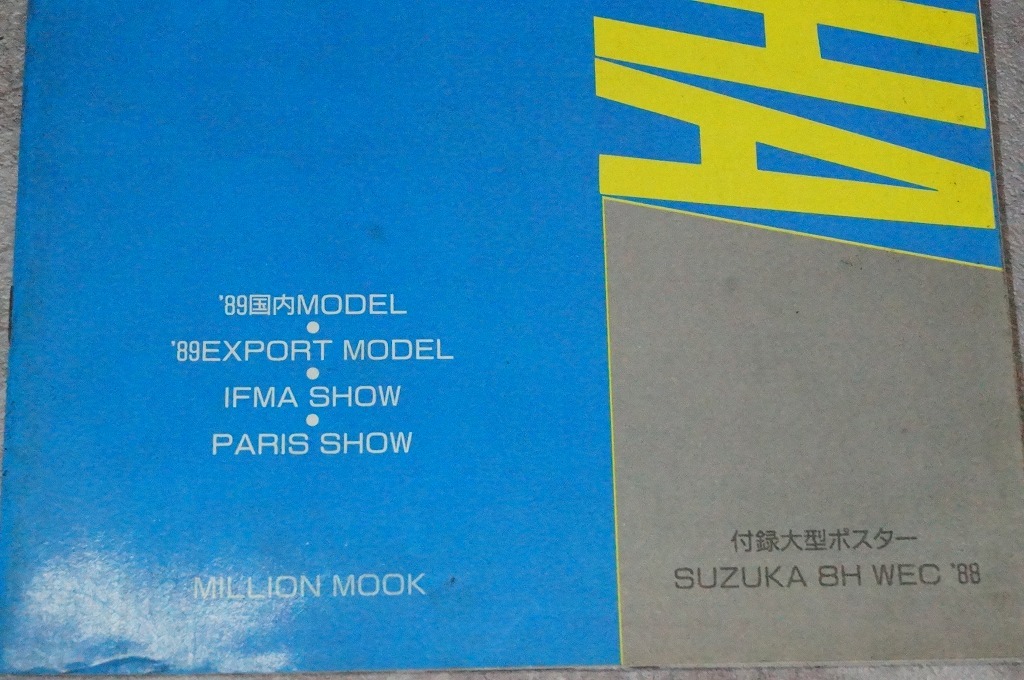 HA
'89国内MODEL
'89EXPORT MODEL
IFMA SHOW
PARIS SHOW
MILLION MOOK
付録大型ポスター
SUZUKA 8H WEC '88